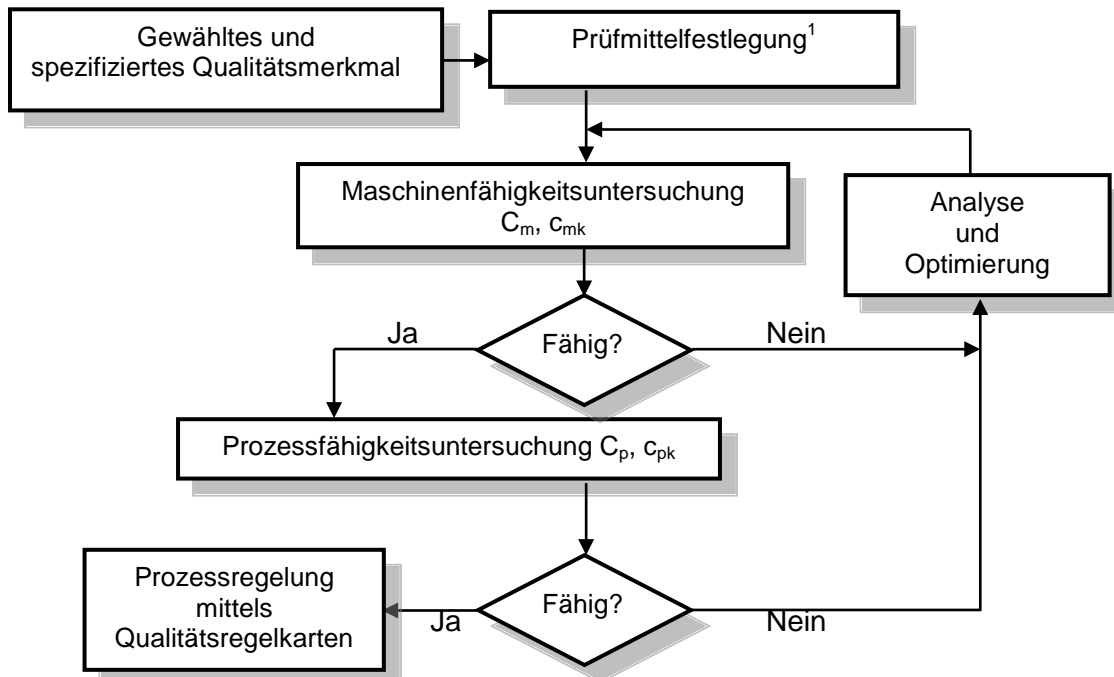 Gewähltes und
spezifiziertes Qualitätsmerkmal
Prüfmittelfestlegung¹
Maschinenfähigkeitsuntersuchung
Cm, cmk
Analyse
und
Optimierung
Ja
Fähig?
Nein
Prozessfähigkeitsuntersuchung Cp, cpk
Prozessregelung
mittels
Qualitätsregelkarten
Ja
Fähig?
Nein